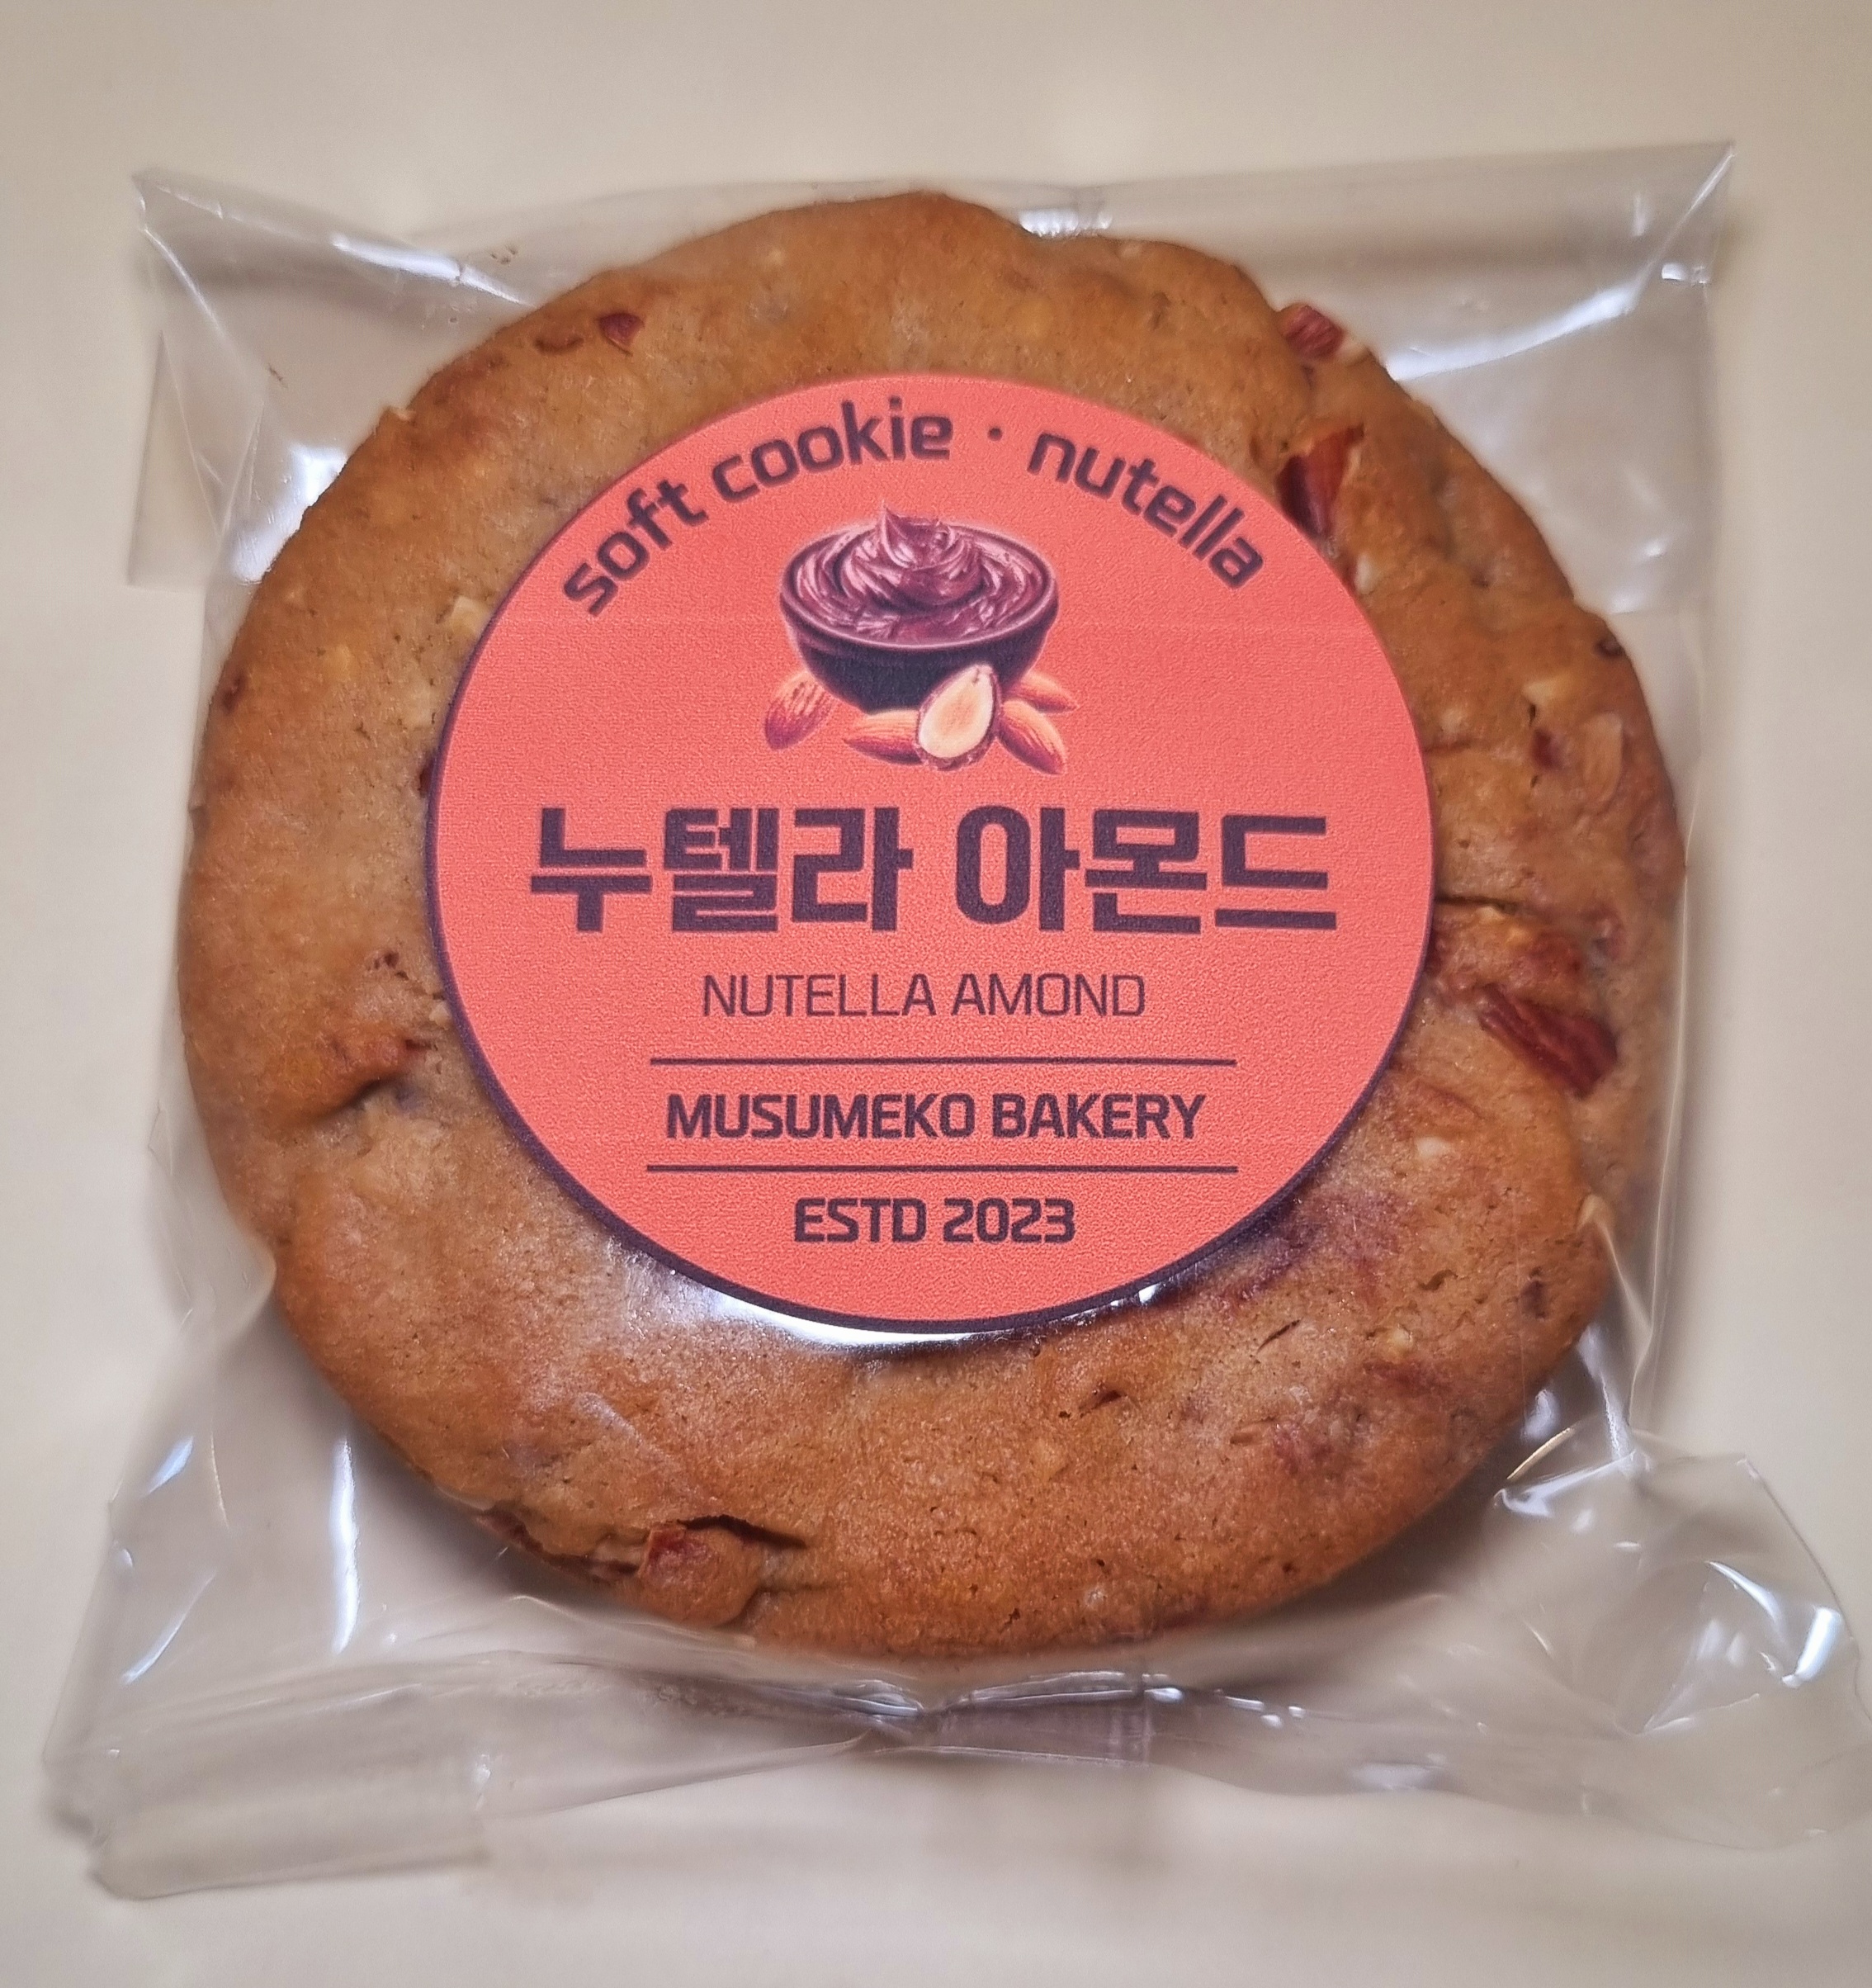 soft cookie · nutella
누텔라 아몬드
NUTELLA AMOND
MUSUMEKO BAKERY
ESTD 2023